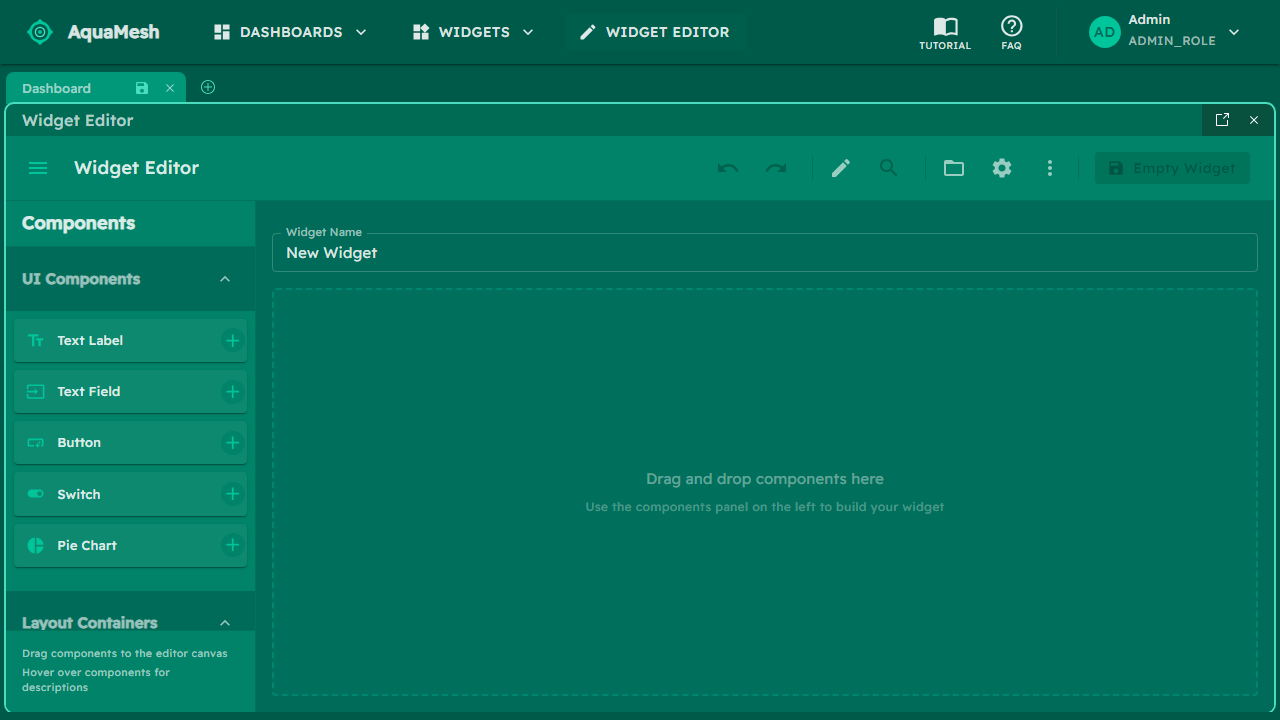 AquaMesh
DASHBOARDS
WIDGETS
WIDGET EDITOR
TUTORIAL
FAQ
AD
Admin
ADMIN_ROLE
Dashboard
Widget Editor
Widget Editor
Empty Widget
Components
UI Components
Text Label
Text Field
Button
Switch
Pie Chart
Layout Containers
Drag components to the editor canvas
Hover over components for
descriptions
Widget Name
New Widget
Drag and drop components here
Use the components panel on the left to build your widget